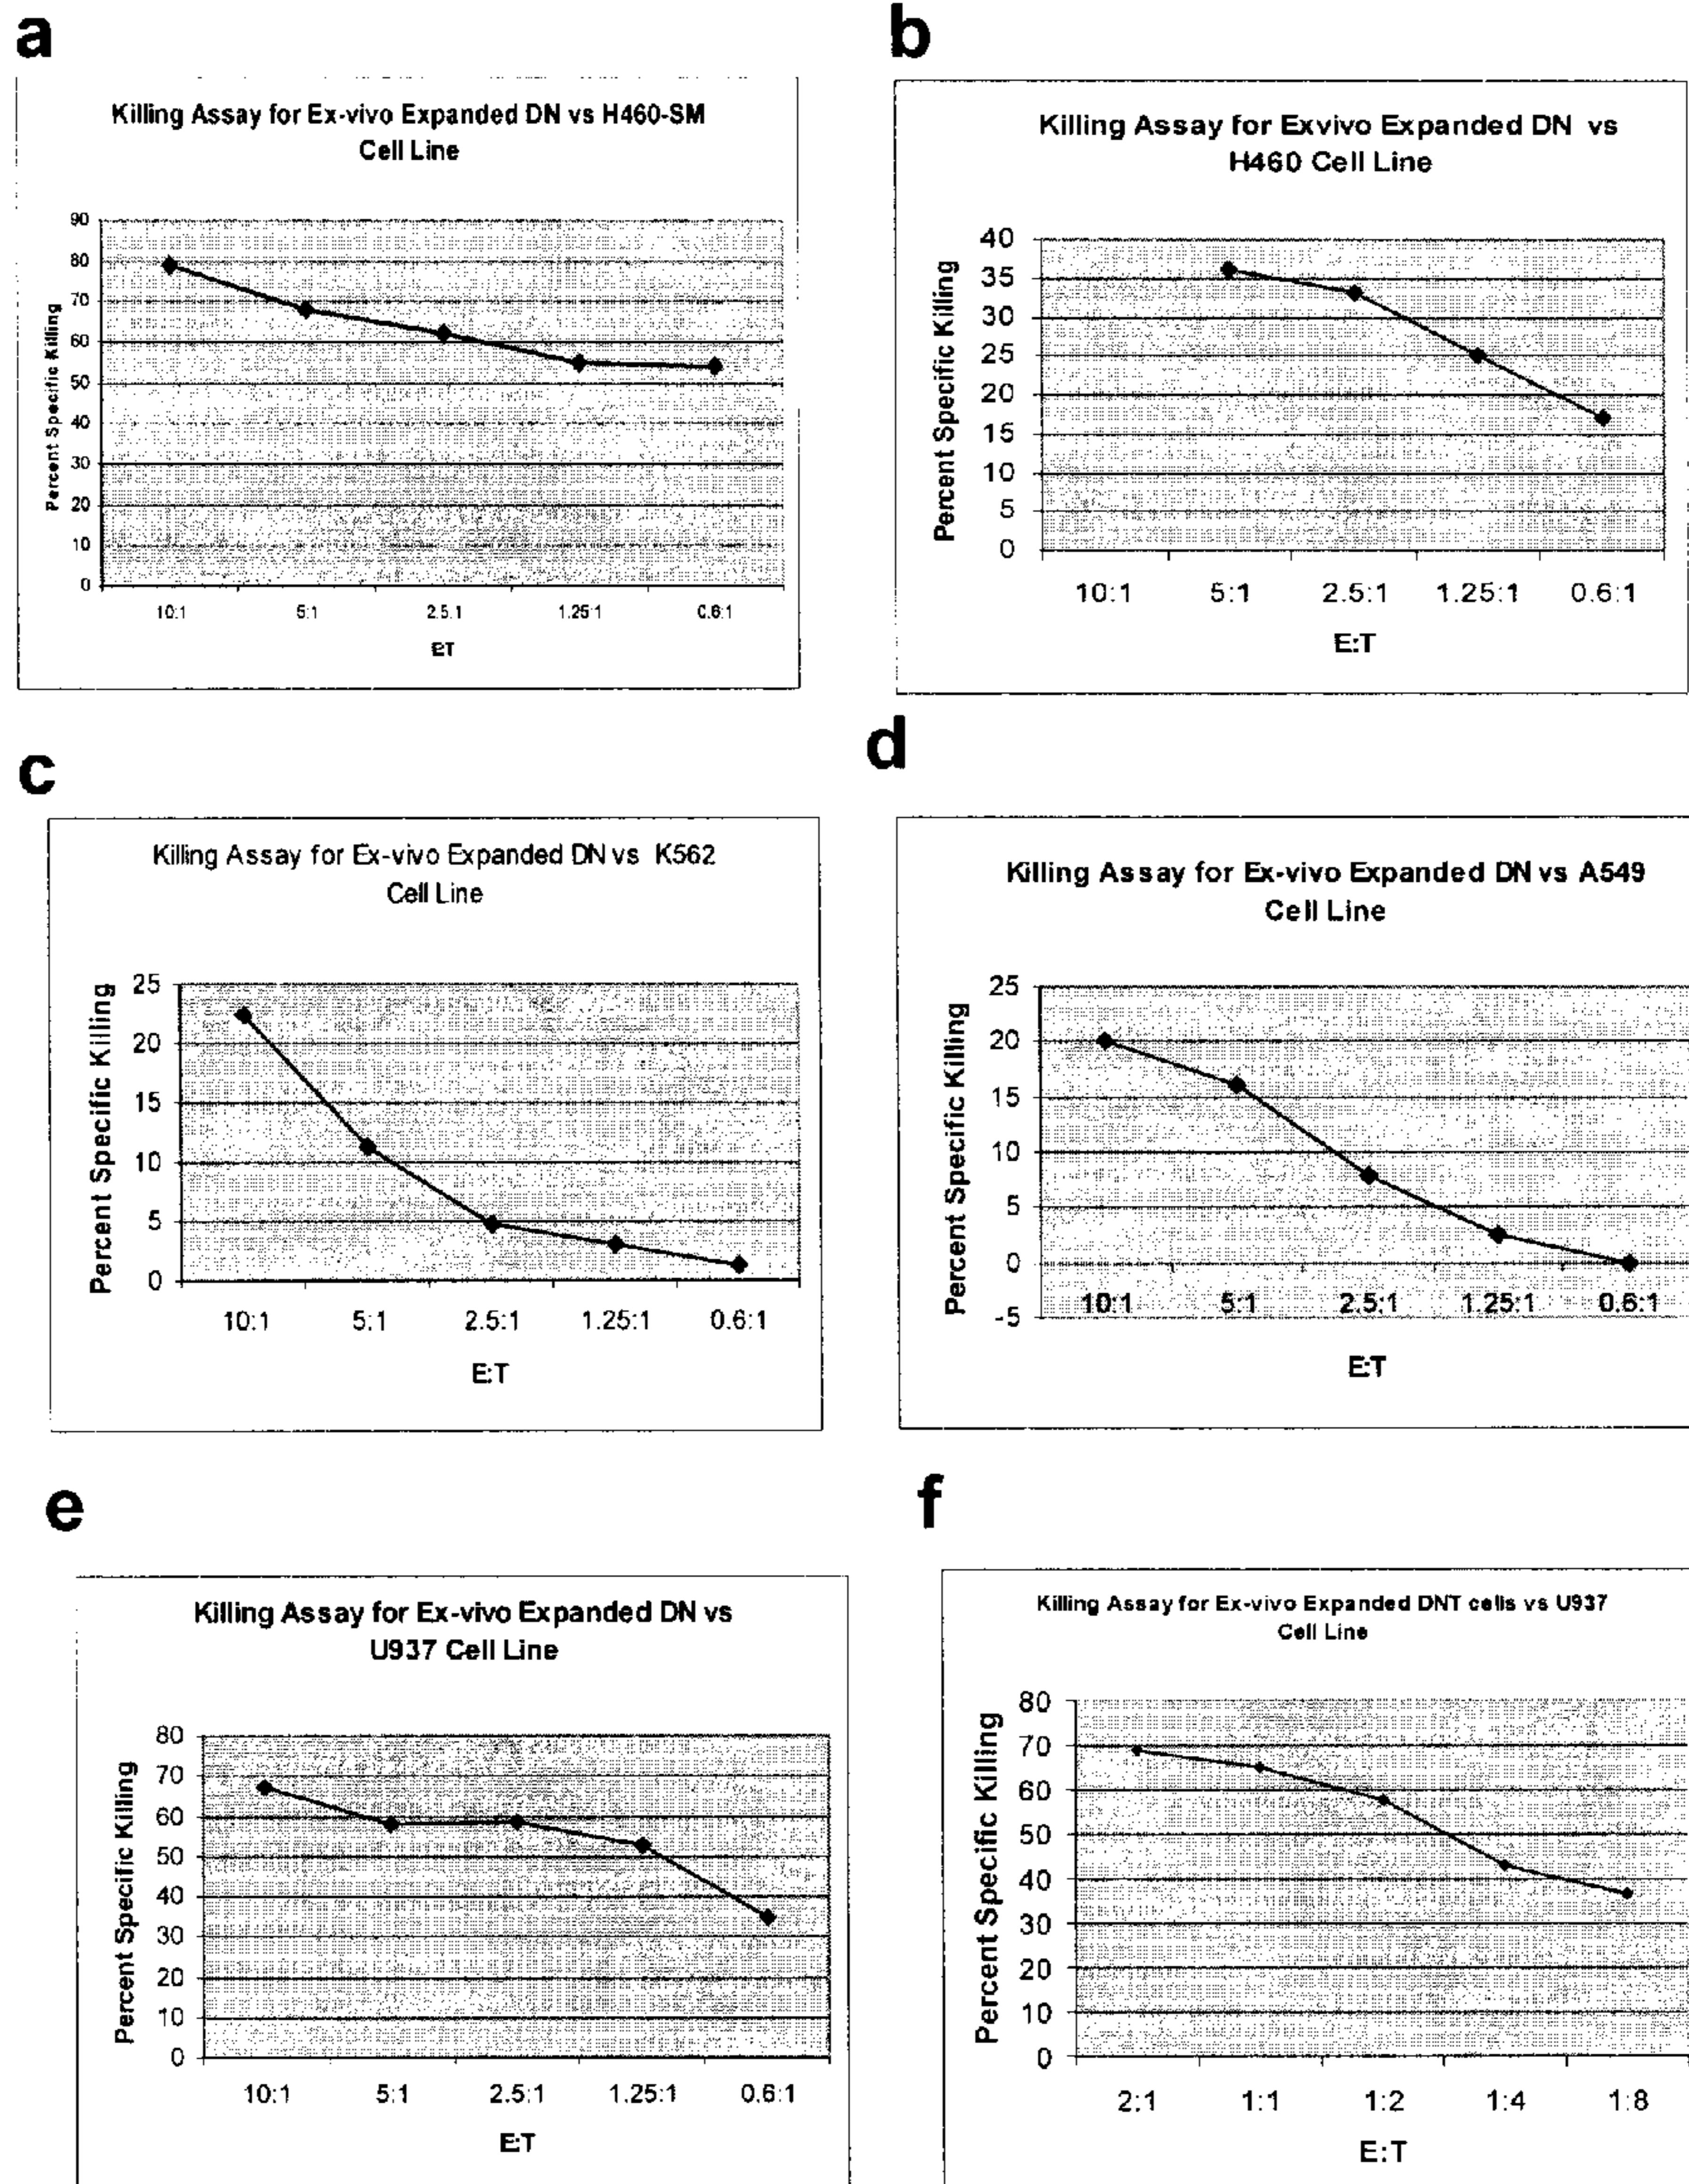 a
Killing Assay for Ex-vivo Expanded DN vs H460-SM
Cell Line
Percent Specific Killing
90
80
70
60
50
40
30
20
10
0
10:1 5:1 2.5:1 1.25:1 0.6:1
E:T
b
Killing Assay for Exvivo Expanded DN vs
H460 Cell Line
Percent Specific Killing
40
35
30
25
20
15
10
5
0
10:1 5:1 2.5:1 1.25:1 0.6:1
E:T
c
Killing Assay for Ex-vivo Expanded DN vs K562
Cell Line
Percent Specific Killing
25
20
15
10
5
0
10:1 5:1 2.5:1 1.25:1 0.6:1
E:T
d
Killing Assay for Ex-vivo Expanded DN vs A549
Cell Line
Percent Specific Killing
25
20
15
10
5
0
-5
10:1 5:1 2.5:1 1.25:1 0.6:1
E:T
e
Killing Assay for Ex-vivo Expanded DN vs
U937 Cell Line
Percent Specific Killing
80
70
60
50
40
30
20
10
0
10:1 5:1 2.5:1 1.25:1 0.6:1
E:T
f
Killing Assay for Ex-vivo Expanded DNT cells vs U937
Cell Line
Percent Specific Killing
80
70
60
50
40
30
20
10
0
2:1 1:1 1:2 1:4 1:8
E:T